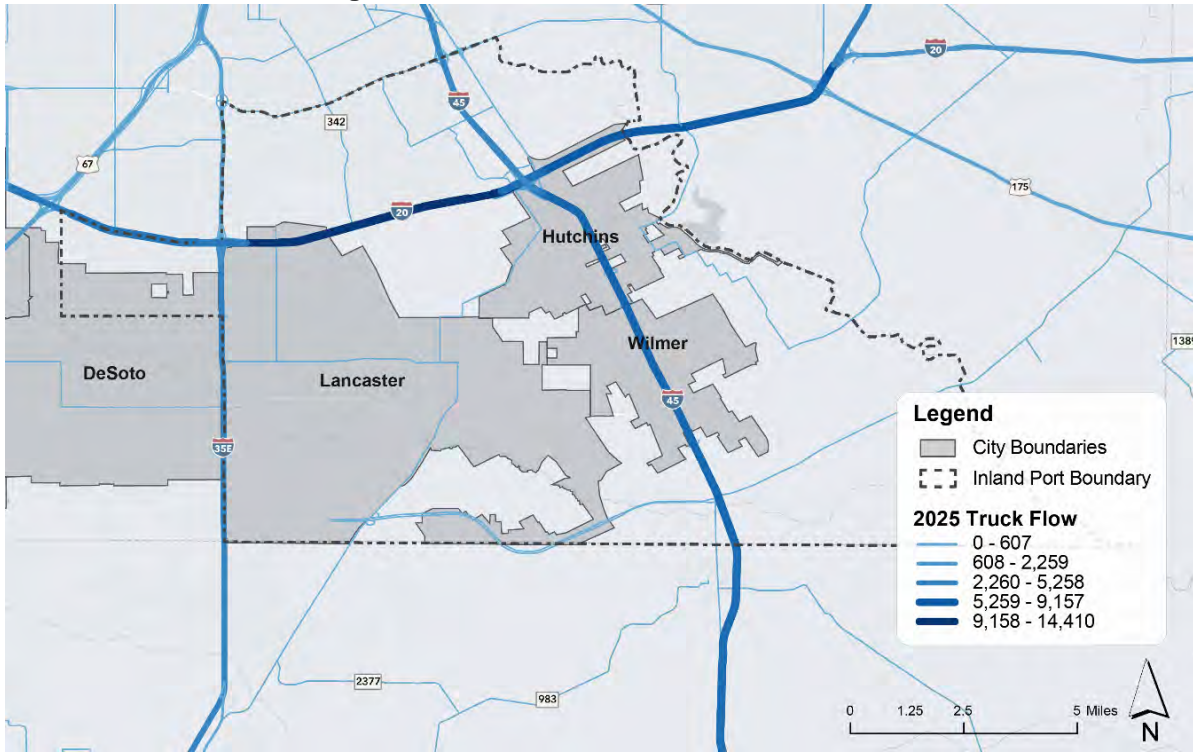 20
45
342
67
175
20
Hutchins
Wilmer
DeSoto
Lancaster
45
35E
Legend
City Boundaries
Inland Port Boundary
2025 Truck Flow
0 - 607
608 - 2,259
2,260 - 5,258
5,259 - 9,157
9,158 - 14,410
2377
983
0 1.25 2.5 5 Miles
N